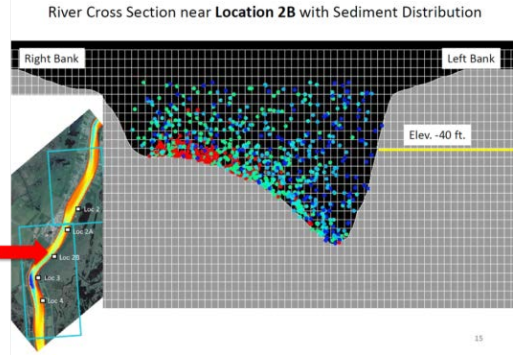 River Cross Section near Location 2B with Sediment Distribution
Right Bank
Left Bank
Elev. -40 ft.
Loc 2
Loc 2A
Loc 2B
Loc 3
Loc 4
15